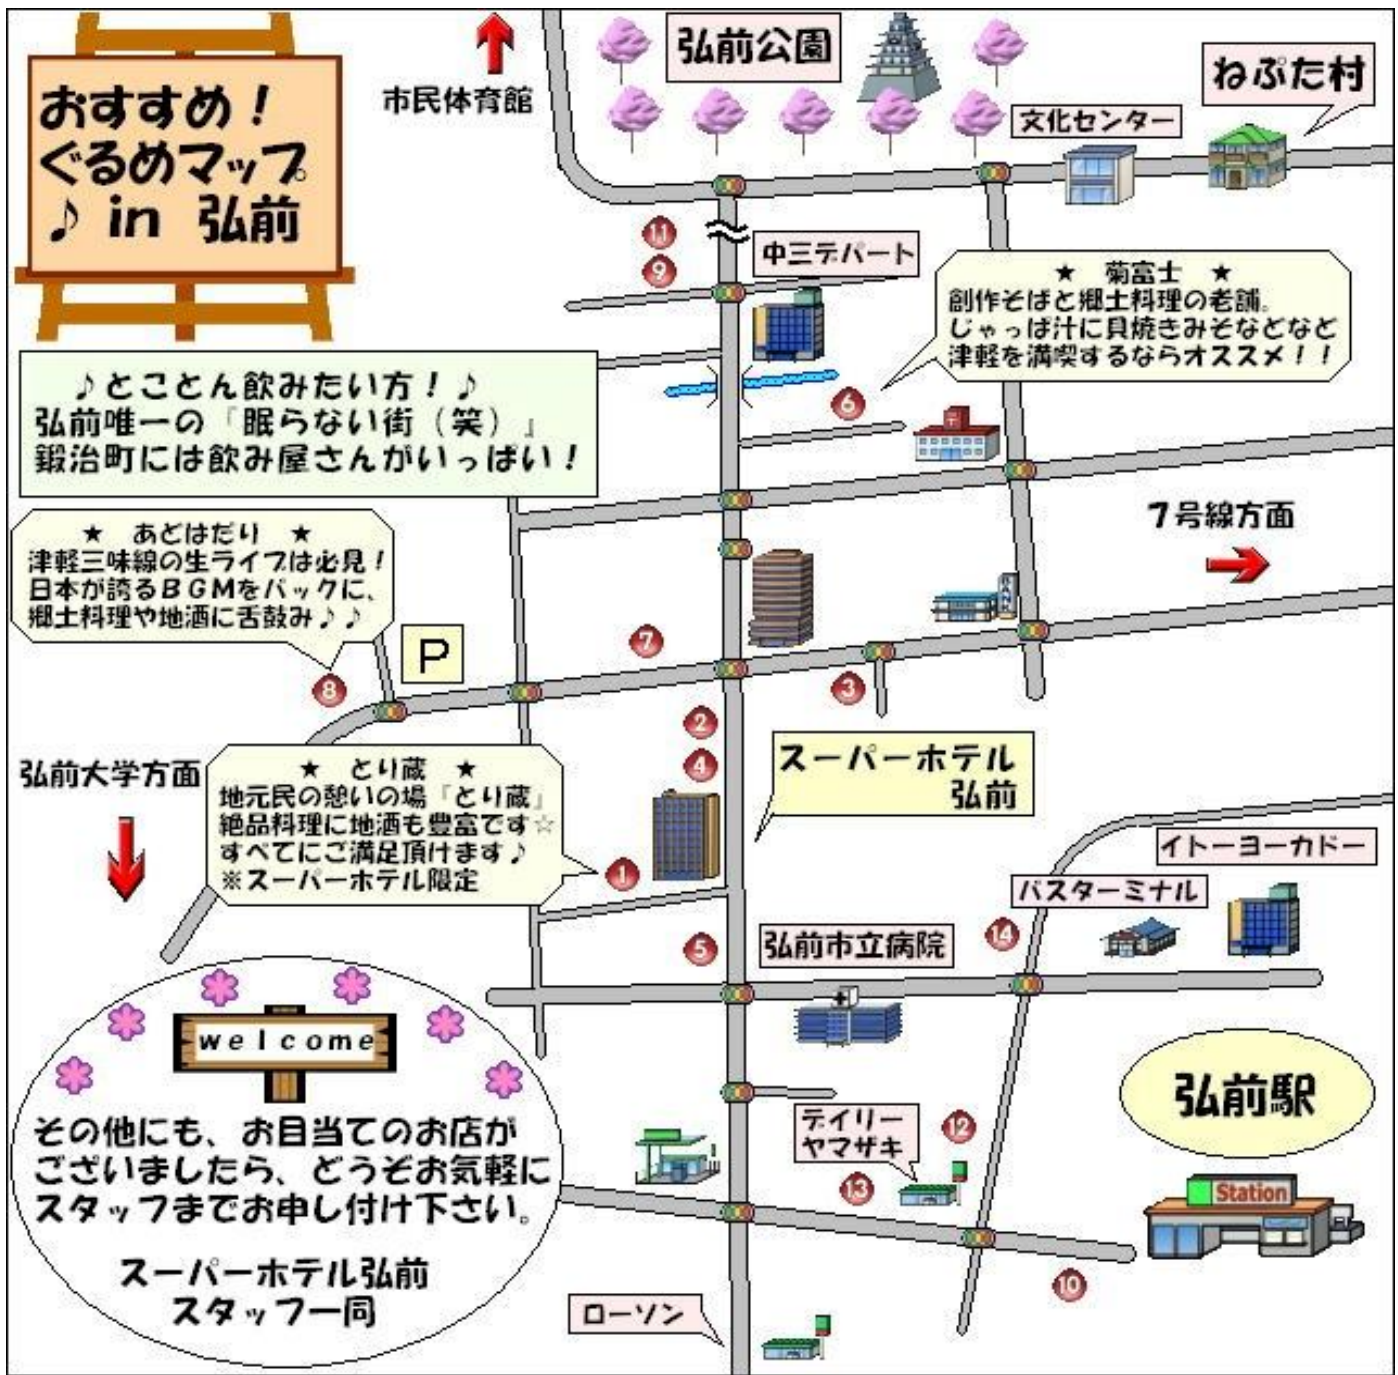 おすすめ！
ぐるめマップ
♪ in 弘前
市民体育館
弘前公園
ねぷた村
文化センター
⑪
⑨
中三デパート
★ 菊富士 ★
創作そばと郷土料理の老舗。
じゃっぱ汁に貝焼きみそなどなど
津軽を満喫するならオススメ！！
♪とことん飲みたい方！♪
弘前唯一の『眠らない街（笑）』
鍛治町には飲み屋さんがいっぱい！
⑥
〒
7号線方面
★ あどはだり ★
津軽三味線の生ライブは必見！
日本が誇るBGMをバックに、
郷土料理や地酒に舌鼓み♪♪
BANK
P
⑦
⑧
③
②
④
スーパーホテル
弘前
弘前大学方面
★ とり蔵 ★
地元民の憩いの場『とり蔵』
絶品料理に地酒も豊富です☆
すべてにご満足頂けます♪
※スーパーホテル限定
①
イトーヨーカドー
バスターミナル
⑤
弘前市立病院
⑭
welcome
その他にも、お目当てのお店が
ございましたら、どうぞお気軽に
スタッフまでお申し付け下さい。
スーパーホテル弘前
スタッフ一同
デイリー
ヤマザキ
⑫
⑬
弘前駅
Station
⑩
ローソン